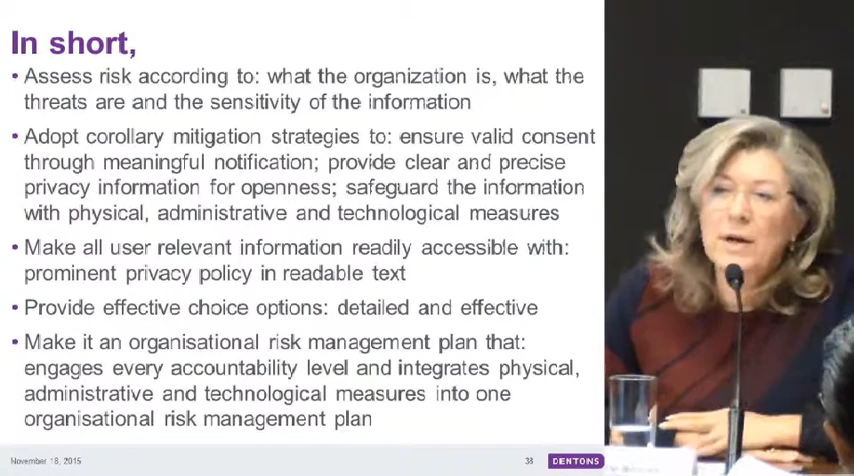 In short,
• Assess risk according to: what the organization is, what the
threats are and the sensitivity of the information
• Adopt corollary mitigation strategies to: ensure valid consent
through meaningful notification; provide clear and precise
privacy information for openness; safeguard the information
with physical, administrative and technological measures
• Make all user relevant information readily accessible with:
prominent privacy policy in readable text
• Provide effective choice options: detailed and effective
• Make it an organisational risk management plan that:
engages every accountability level and integrates physical,
administrative and technological measures into one
organisational risk management plan
November 18, 2015
38
DENTONS